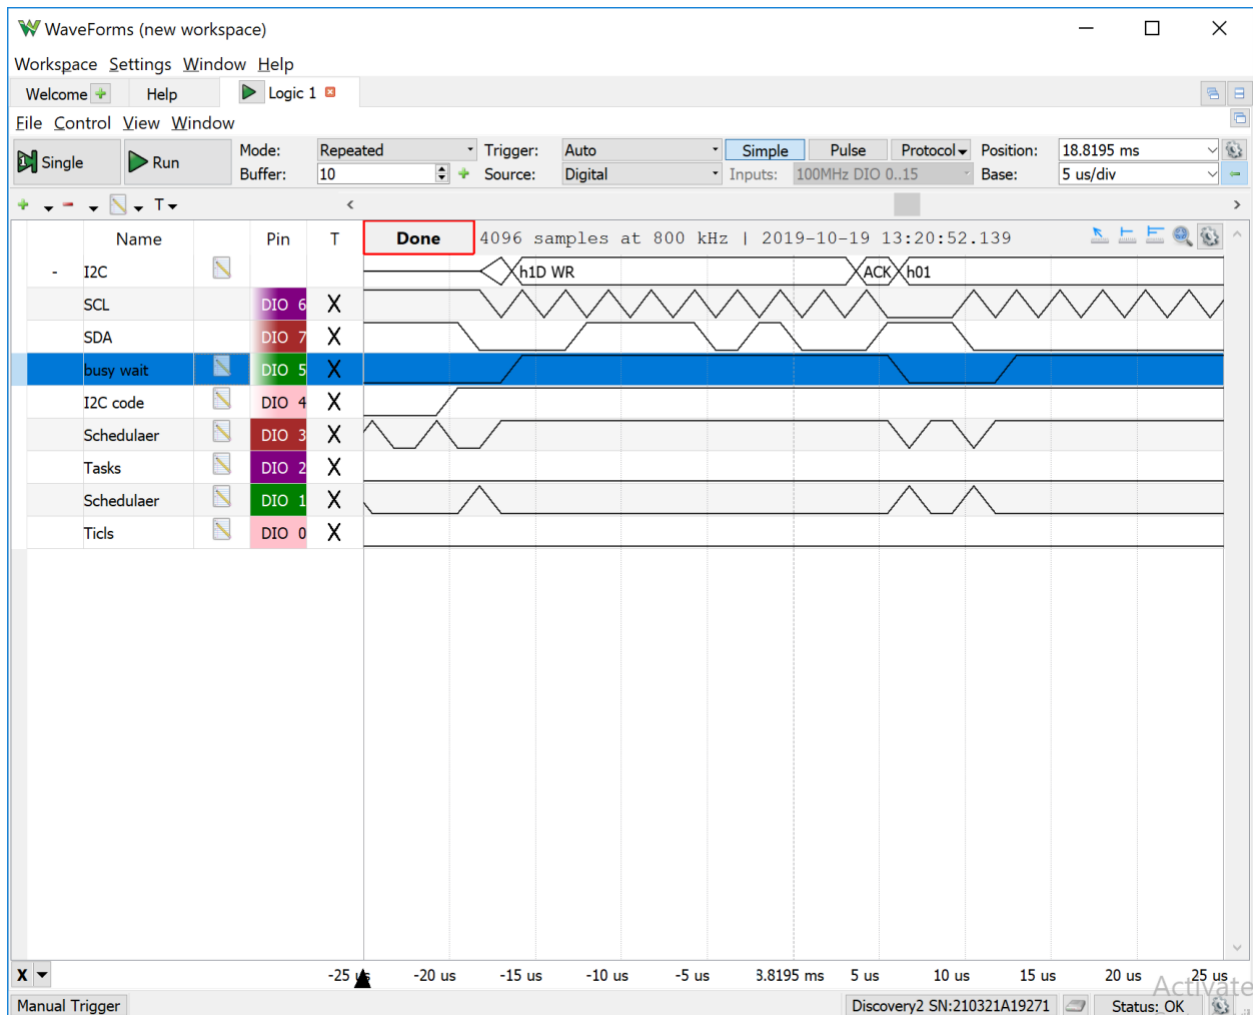 WaveForms (new workspace)
Workspace Settings Window Help
Welcome Help Logic 1
File Control View Window
Single Run Mode: Repeated Trigger: Auto Simple Pulse Protocol Position: 18.8195 ms
Buffer: 10 Source: Digital Inputs: 100MHz DIO 0..15 Base: 5 us/div
T
Name Pin T Done 4096 samples at 800 kHz | 2019-10-19 13:20:52.139
- I2C h1D WR ACK h01
SCL DIO 6 X
SDA DIO 7 X
busy wait DIO 5 X
I2C code DIO 4 X
Schedulaer DIO 3 X
Tasks DIO 2 X
Schedulaer DIO 1 X
Ticls DIO 0 X
X -25 us -20 us -15 us -10 us -5 us 8.8195 ms 5 us 10 us 15 us 20 us 25 us
Activate
Manual Trigger Discovery2 SN:210321A19271 Status: OK